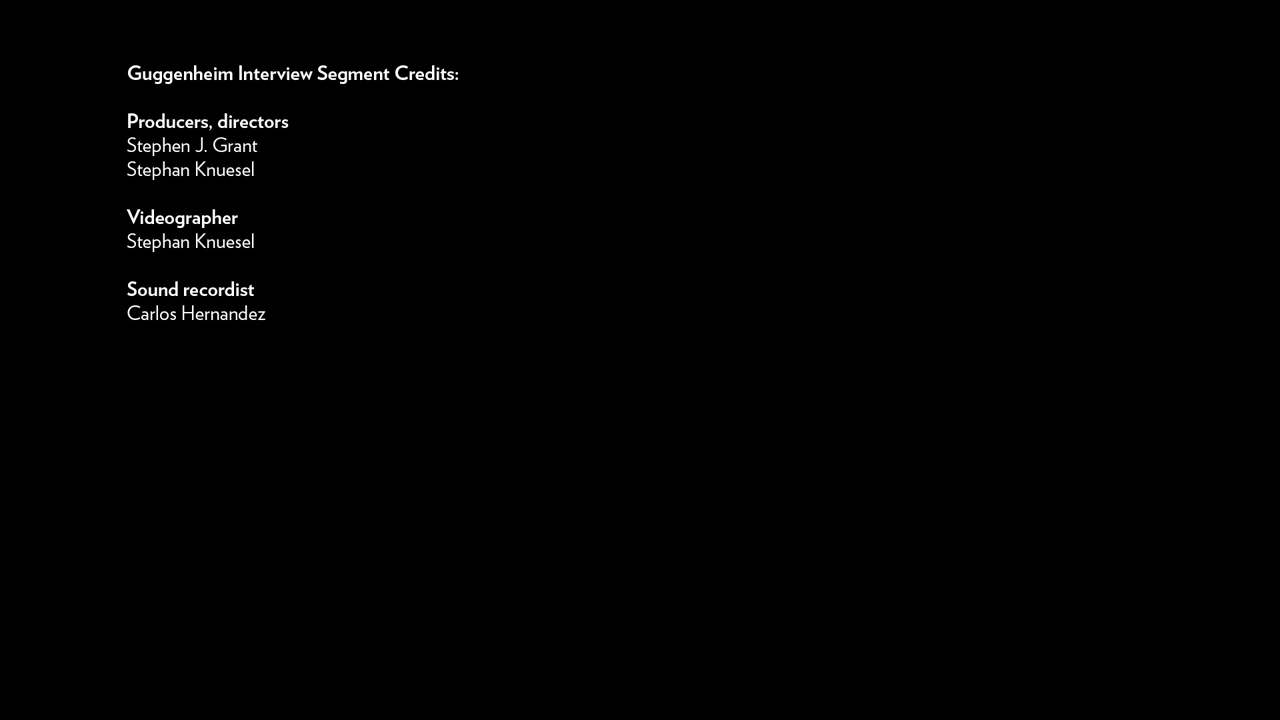 Guggenheim Interview Segment Credits:
Producers, directors
Stephen J. Grant
Stephan Knuesel
Videographer
Stephan Knuesel
Sound recordist
Carlos Hernandez